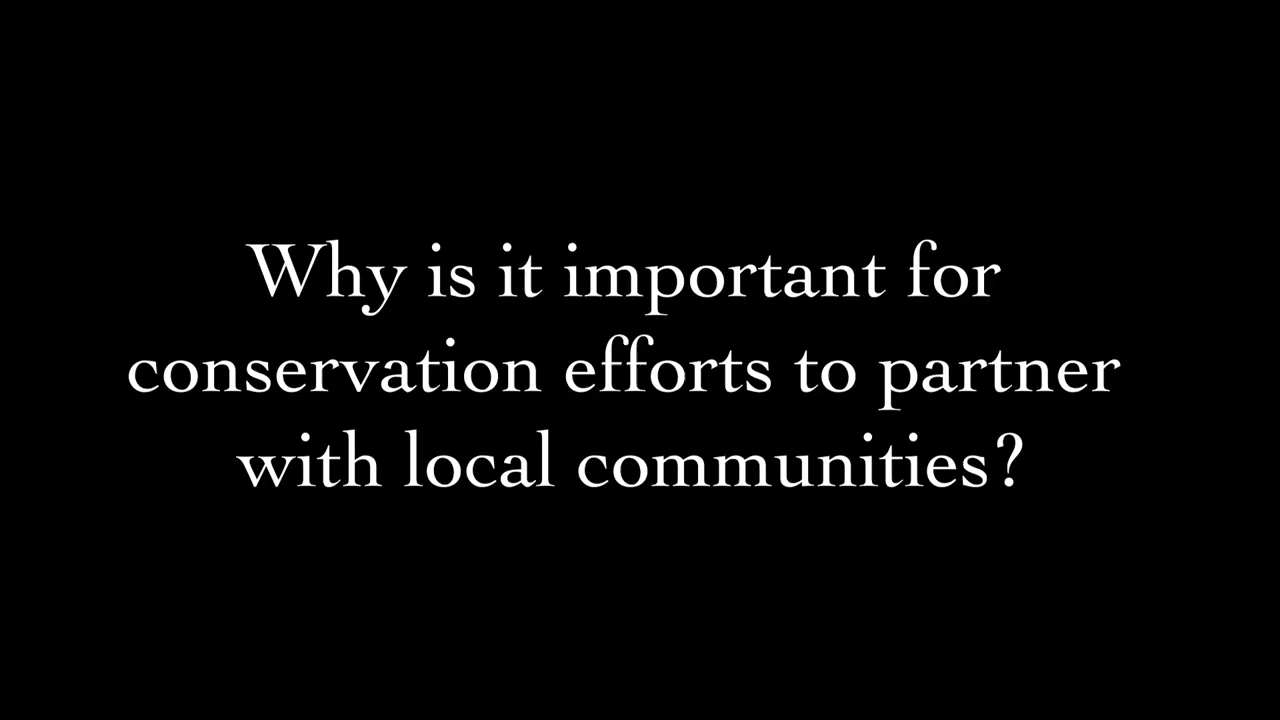 Why is it important for
conservation efforts to partner
with local communities?